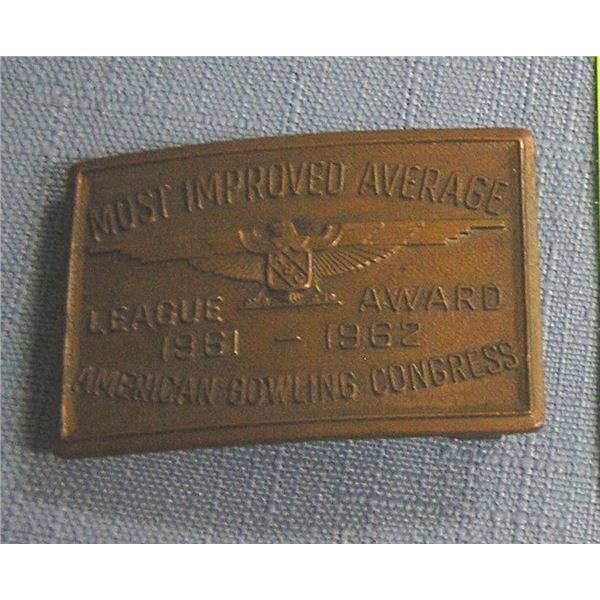 MOST IMPROVED AVERAGE
LEAGUE AWARD
1961 - 1962
AMERICAN BOWLING CONGRESS